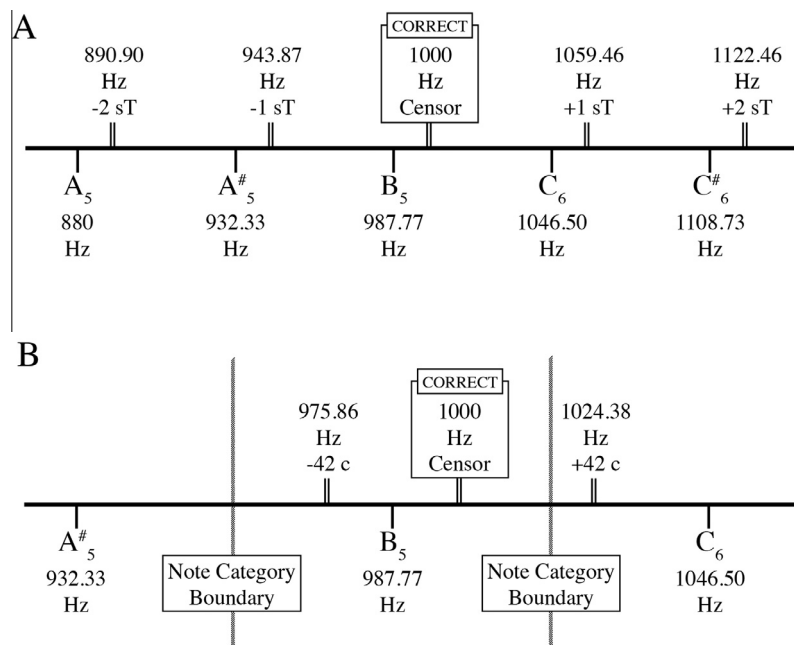 A
CORRECT
890.90 943.87 1000 1059.46 1122.46
Hz Hz Hz Hz Hz
-2 sT -1 sT Censor +1 sT +2 sT
A5 A#5 B5 C6 C#6
880 932.33 987.77 1046.50 1108.73
Hz Hz Hz Hz Hz
B
CORRECT
975.86 1000 1024.38
Hz Hz Hz
-42 c Censor +42 c
A#5 B5 C6
932.33 Note Category 987.77 Note Category 1046.50
Hz Boundary Hz Boundary Hz